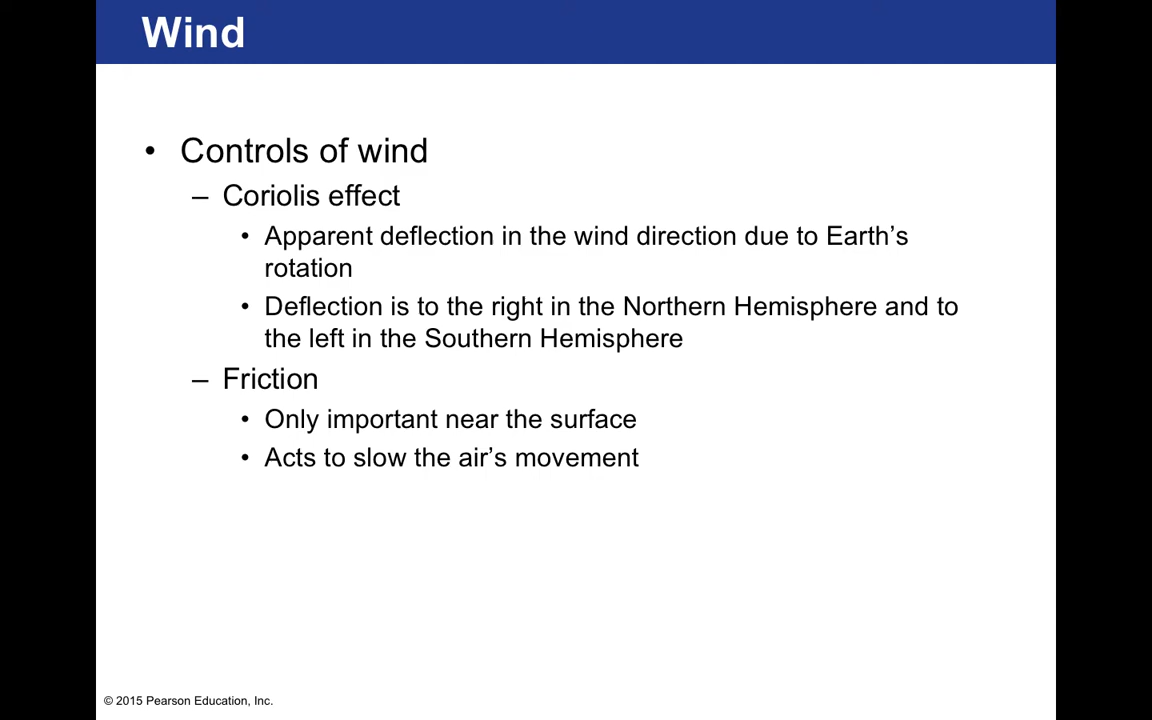 Wind
• Controls of wind
– Coriolis effect
• Apparent deflection in the wind direction due to Earth’s
rotation
• Deflection is to the right in the Northern Hemisphere and to
the left in the Southern Hemisphere
– Friction
• Only important near the surface
• Acts to slow the air’s movement
© 2015 Pearson Education, Inc.